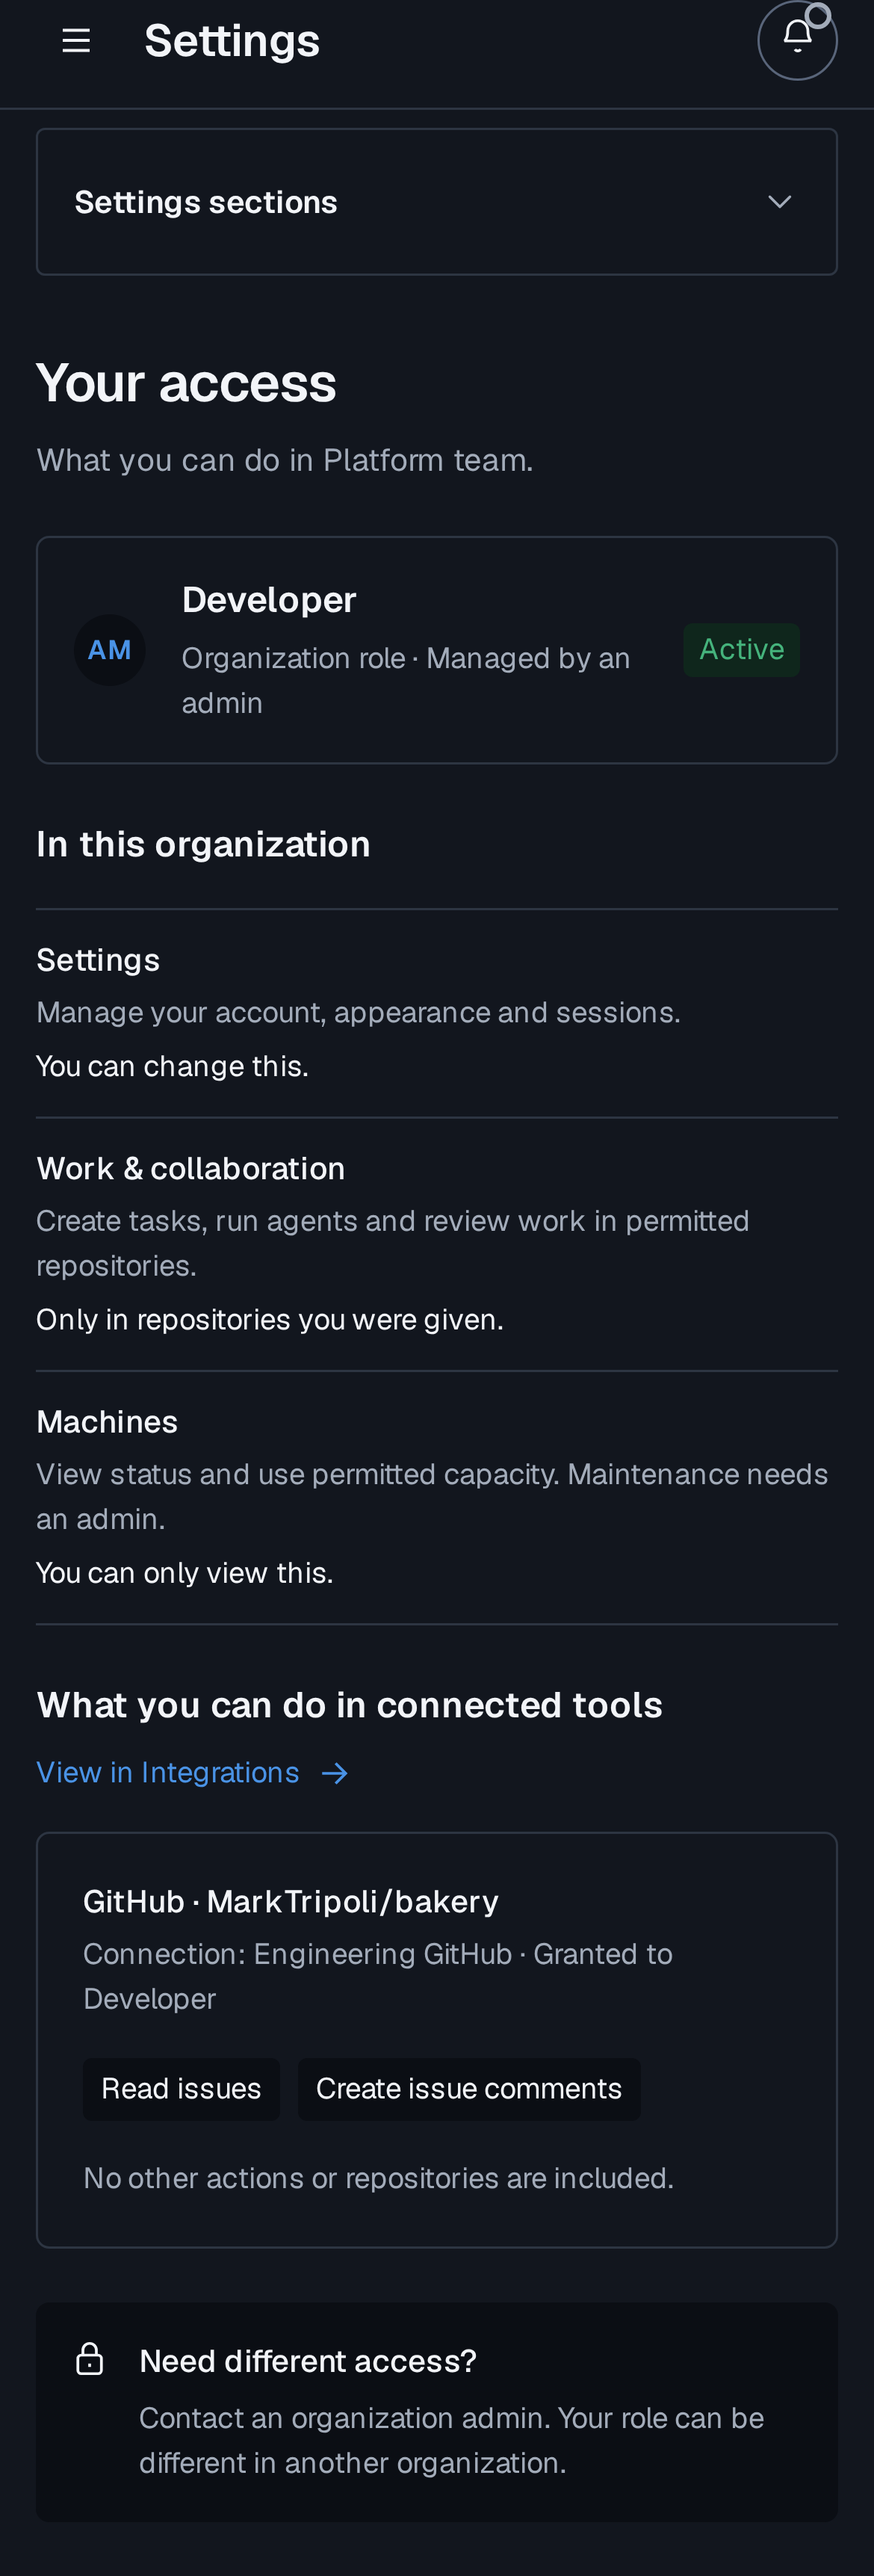 Settings
Settings sections
Your access
What you can do in Platform team.
AM
Developer
Organization role · Managed by an
admin
Active
In this organization
Settings
Manage your account, appearance and sessions.
You can change this.
Work & collaboration
Create tasks, run agents and review work in permitted
repositories.
Only in repositories you were given.
Machines
View status and use permitted capacity. Maintenance needs
an admin.
You can only view this.
What you can do in connected tools
View in Integrations →
GitHub · MarkTripoli/bakery
Connection: Engineering GitHub · Granted to
Developer
Read issues
Create issue comments
No other actions or repositories are included.
Need different access?
Contact an organization admin. Your role can be
different in another organization.